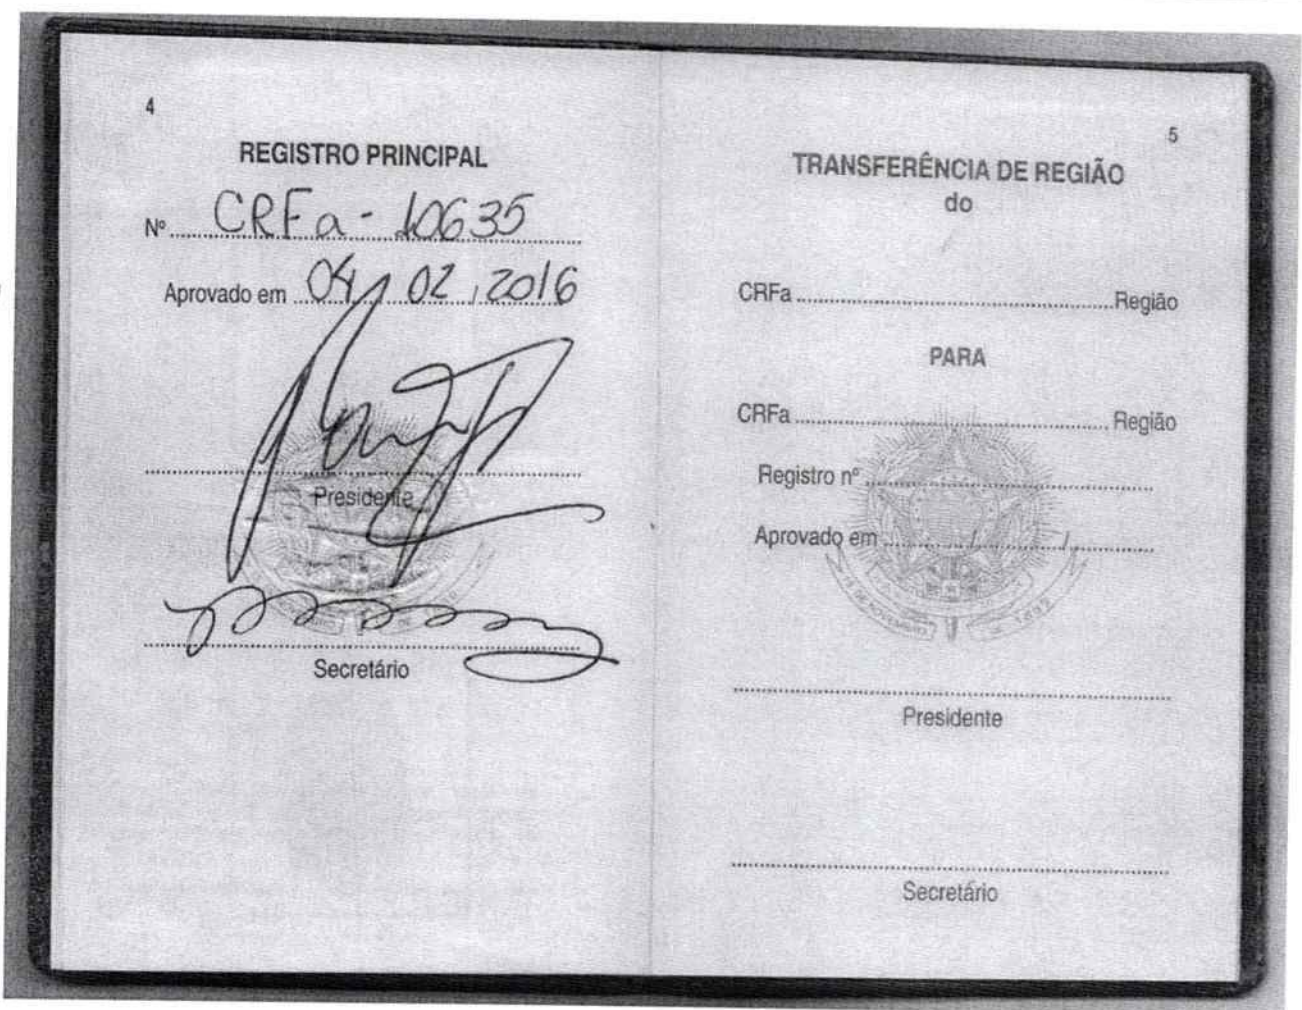 4
REGISTRO PRINCIPAL
Nº CRFa - 10635
Aprovado em 04 / 02 / 2016
Presidente
Secretário
5
TRANSFERÊNCIA DE REGIÃO
do
CRFa ........ Região
PARA
CRFa ........ Região
Registro nº
Aprovado em ...... / ...... /
Presidente
Secretário